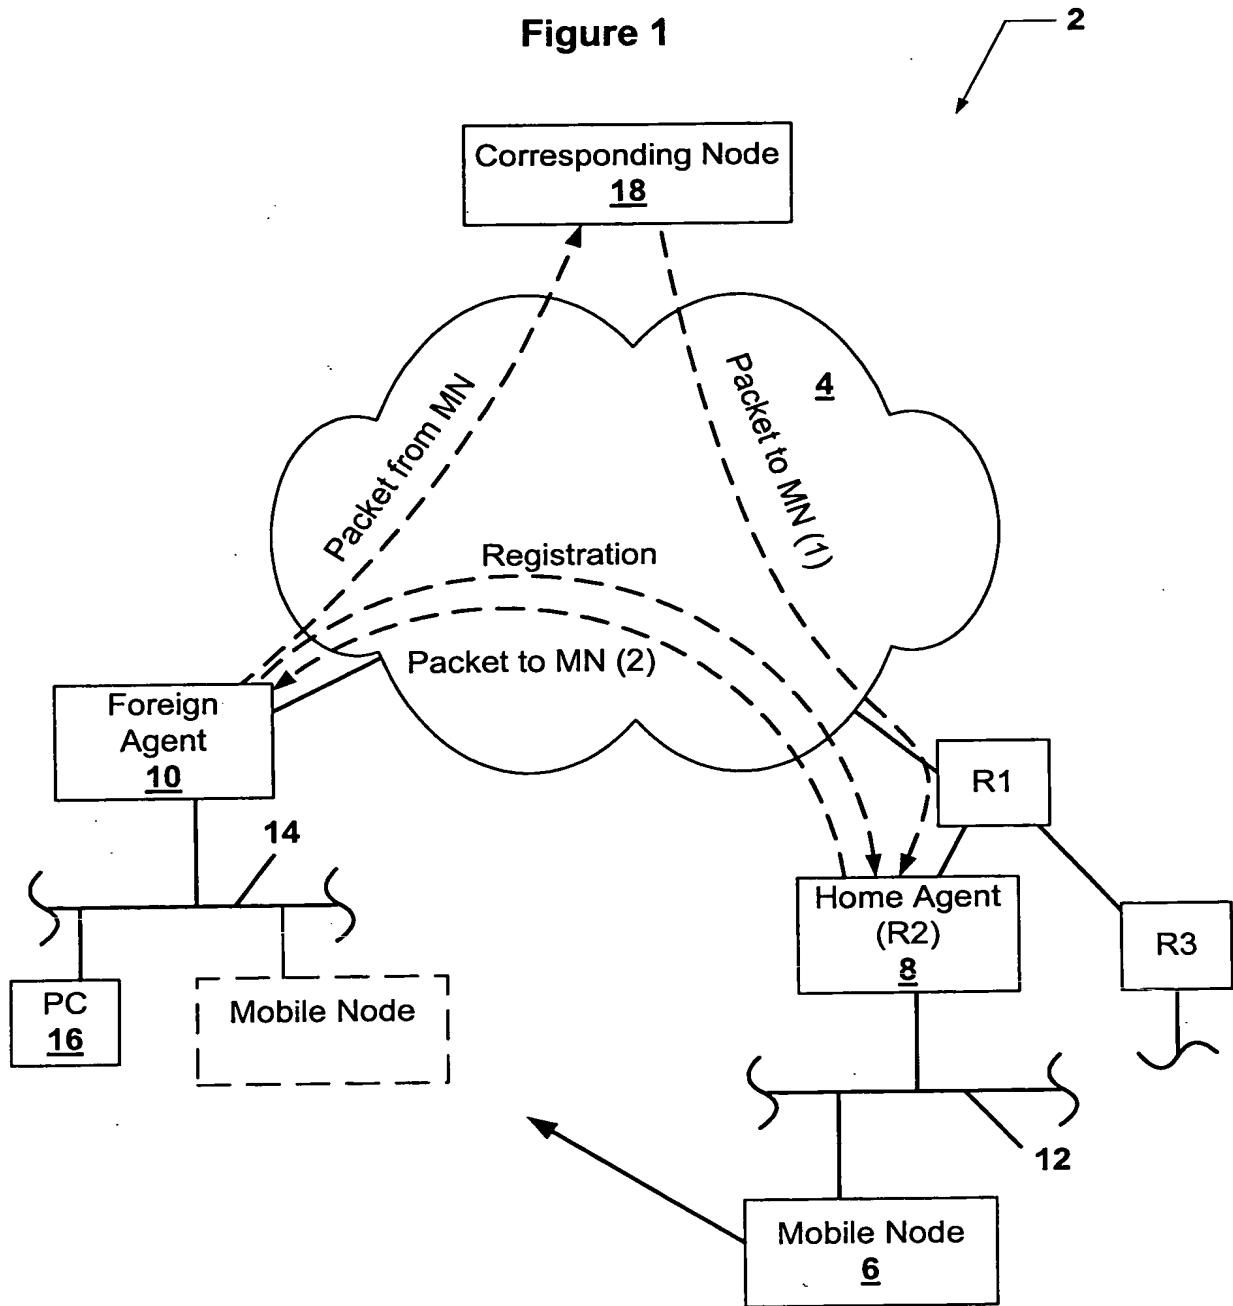 Figure 1
2
Corresponding Node
18
4
Packet from MN
Packet to MN (1)
Registration
Packet to MN (2)
Foreign
Agent
10
R1
14
Home Agent
(R2)
8
R3
PC
16
Mobile Node
12
Mobile Node
6